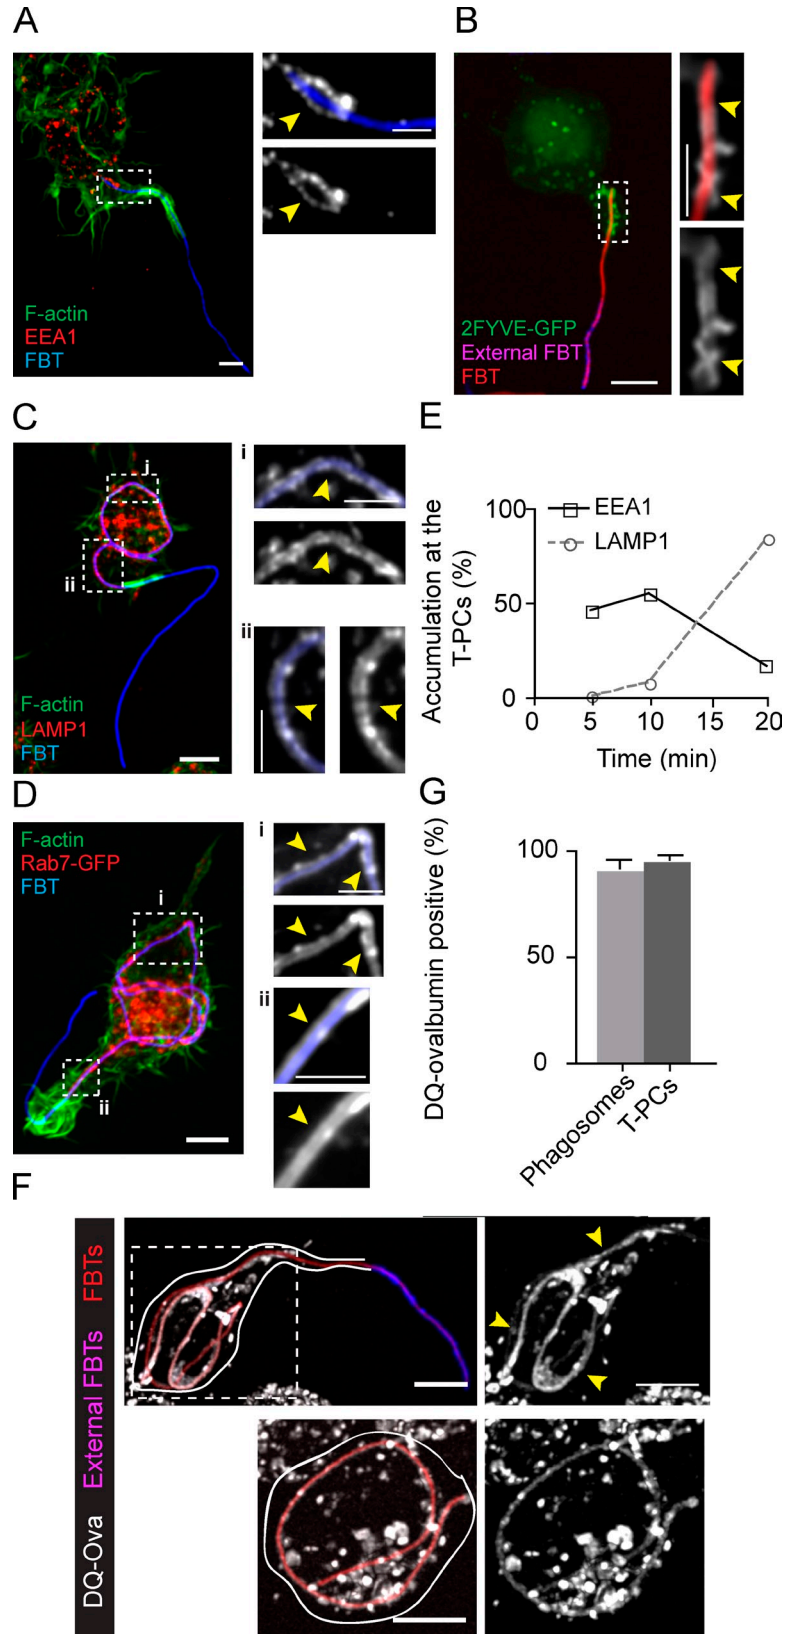 A
F-actin
EEA1
FBT
B
2FYVE-GFP
External FBT
FBT
C
i
ii
F-actin
LAMP1
FBT
i
ii
E
Accumulation at the
T-PCs (%)
100
50
0
EEA1
LAMP1
0
5
10
15
20
Time (min)
D
F-actin
Rab7-GFP
FBT
i
ii
i
ii
G
DQ-ovalbumin positive (%)
100
50
0
Phagosomes
T-PCs
F
DQ-Ova External FBTs FBTs